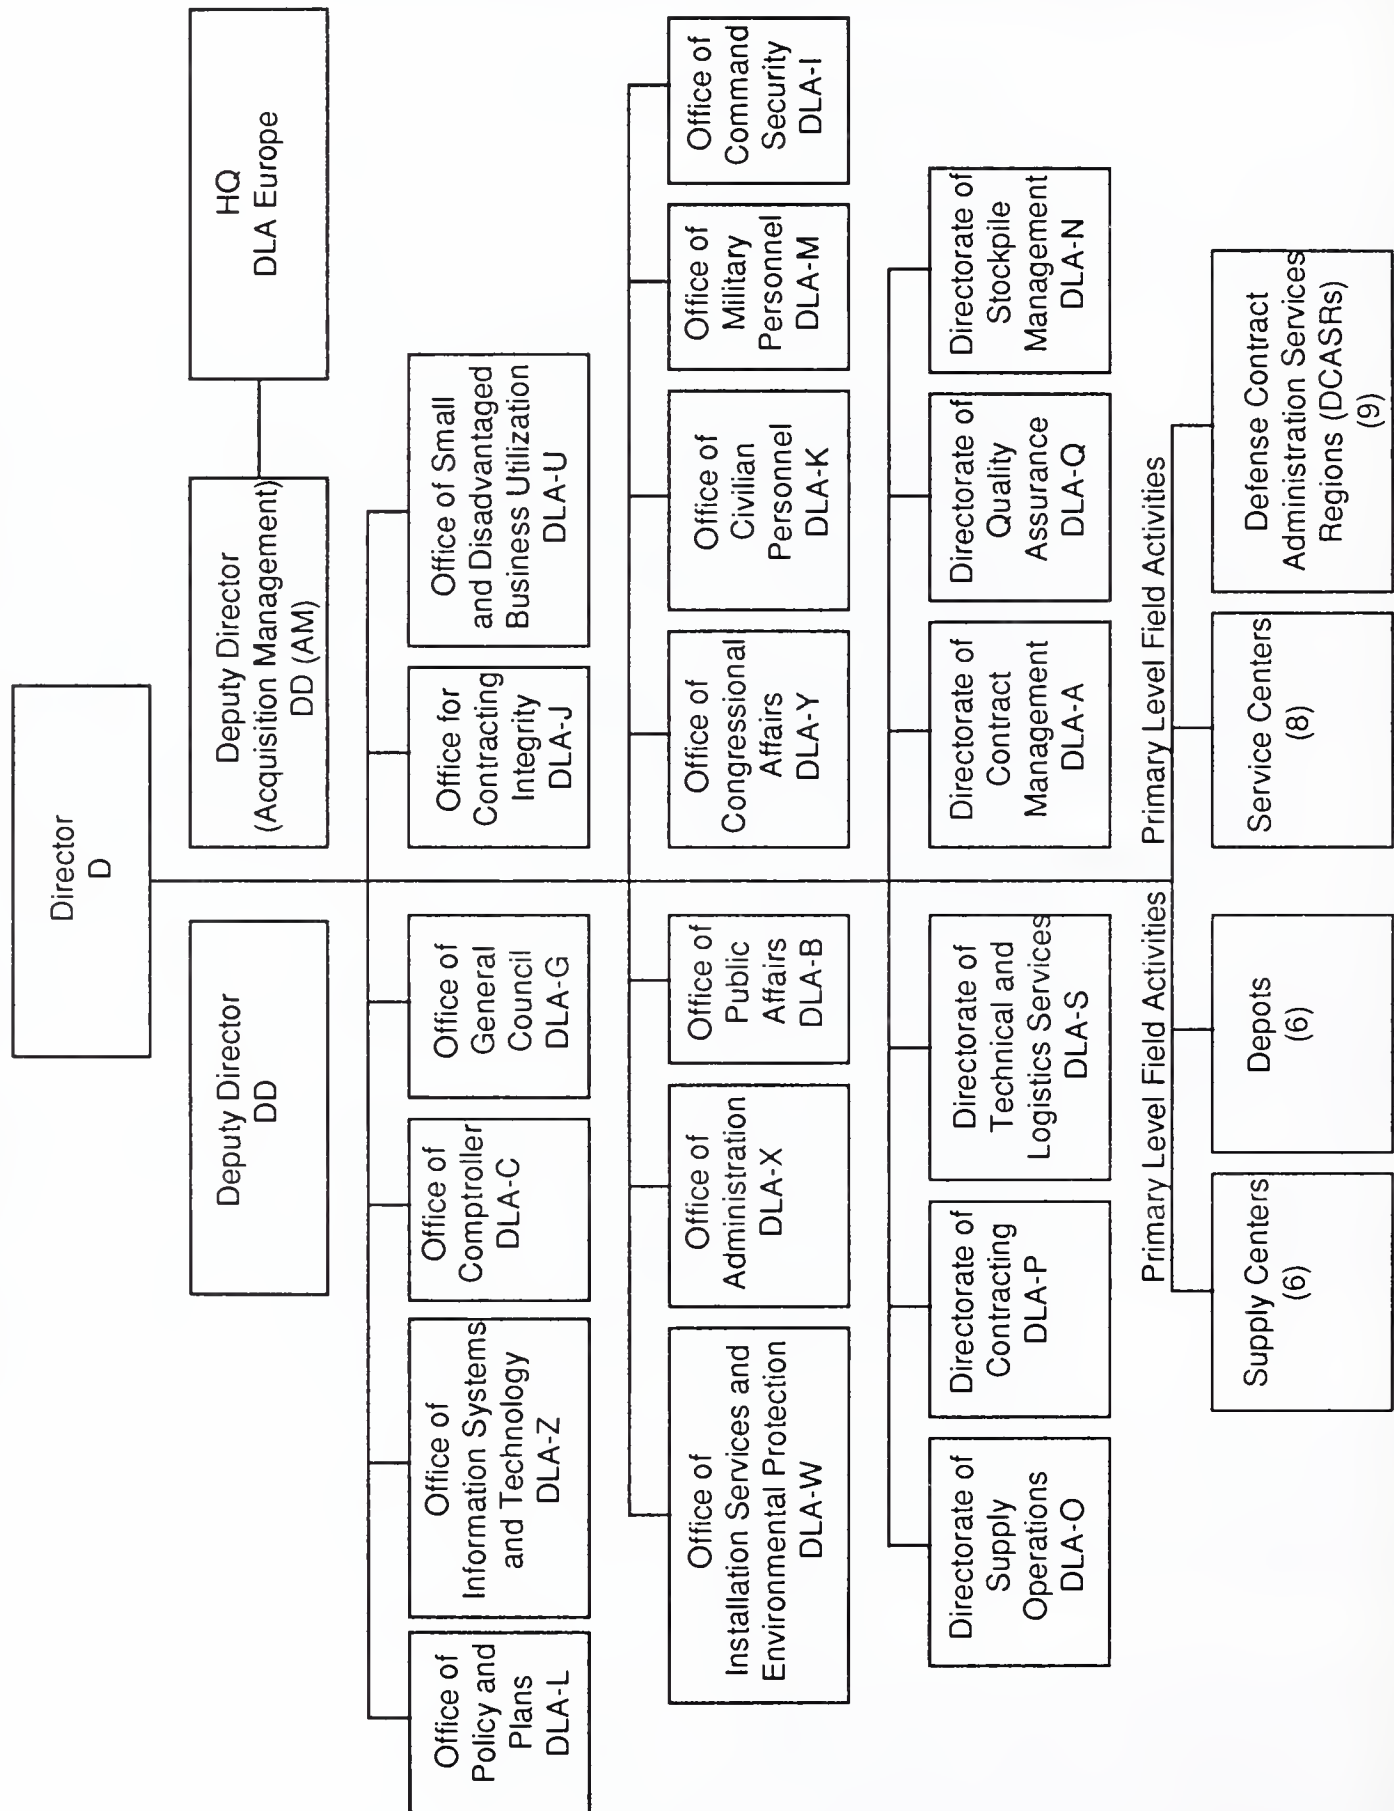 Director
D
Deputy Director
DD
Deputy Director
(Acquisition Management)
DD (AM)
HQ
DLA Europe
Office of
Policy and
Plans
DLA-L
Office of
Information Systems
and Technology
DLA-Z
Office of
Comptroller
DLA-C
Office of
General
Council
DLA-G
Office for
Contracting
Integrity
DLA-J
Office of Small
and Disadvantaged
Business Utilization
DLA-U
Office of
Installation Services and
Environmental Protection
DLA-W
Office of
Administration
DLA-X
Office of
Public
Affairs
DLA-B
Office of
Congressional
Affairs
DLA-Y
Office of
Civilian
Personnel
DLA-K
Office of
Military
Personnel
DLA-M
Office of
Command
Security
DLA-I
Directorate of
Supply
Operations
DLA-O
Directorate of
Contracting
DLA-P
Directorate of
Technical and
Logistics Services
DLA-S
Directorate of
Contract
Management
DLA-A
Directorate of
Quality
Assurance
DLA-Q
Directorate of
Stockpile
Management
DLA-N
Primary Level Field Activities
Primary Level Field Activities
Supply Centers
(6)
Depots
(6)
Service Centers
(8)
Defense Contract
Administration Services
Regions (DCASRs)
(9)